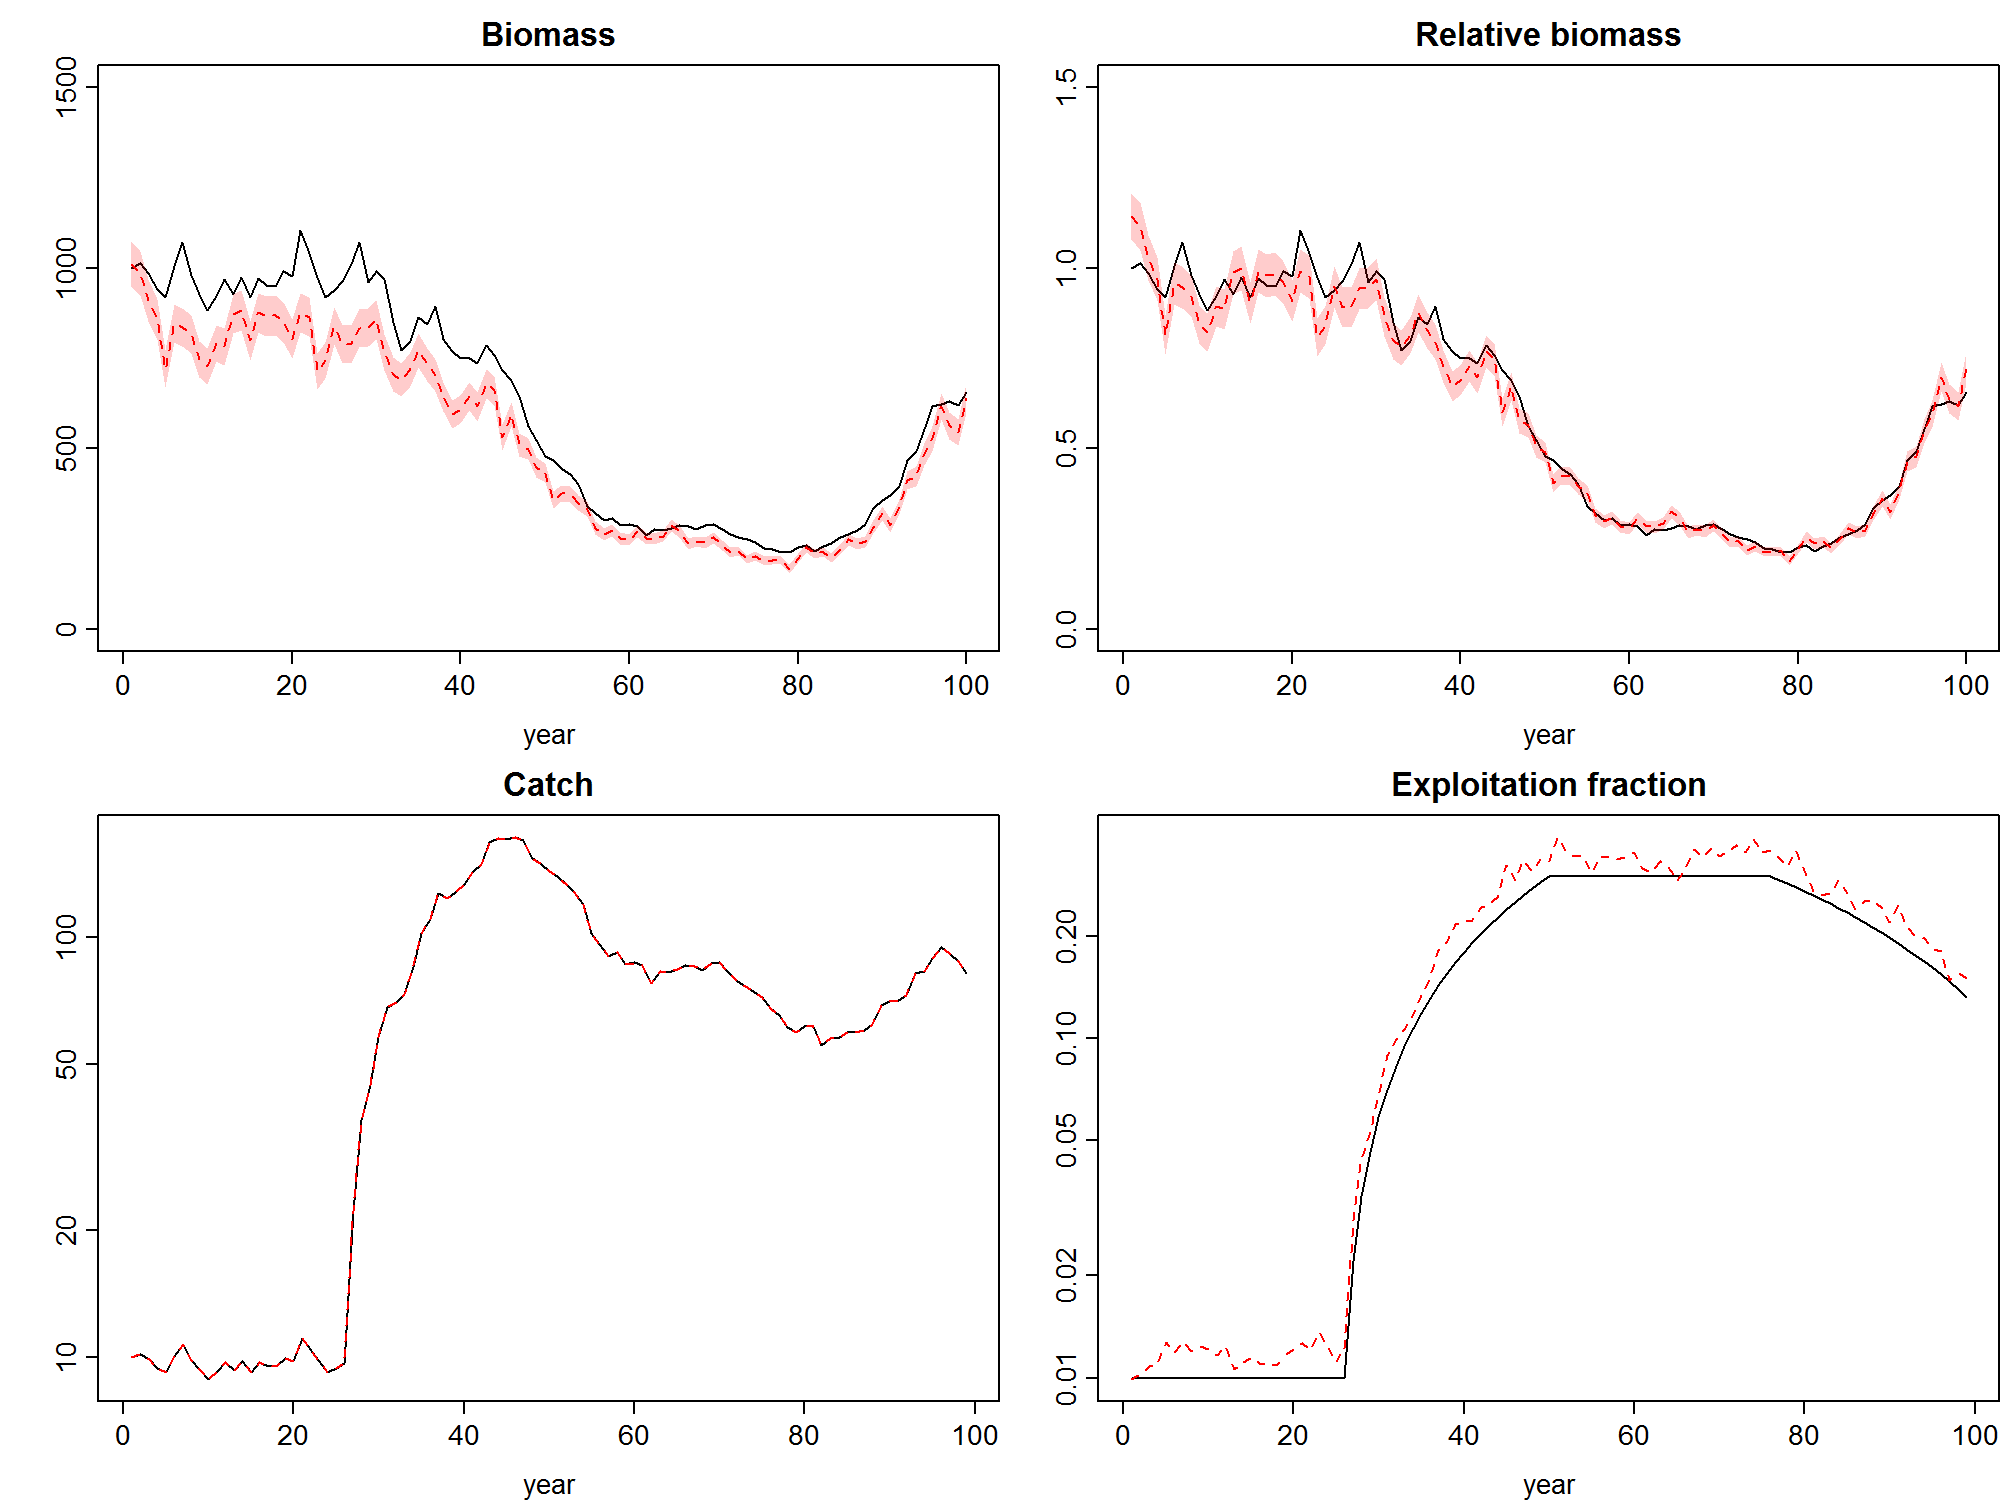 Biomass
1500
1000
500
0
0 20 40 60 80 100
year
Relative biomass
1.5
1.0
0.5
0.0
0 20 40 60 80 100
year
Catch
100
50
20
10
0 20 40 60 80 100
year
Exploitation fraction
0.20
0.10
0.05
0.02
0.01
0 20 40 60 80 100
year